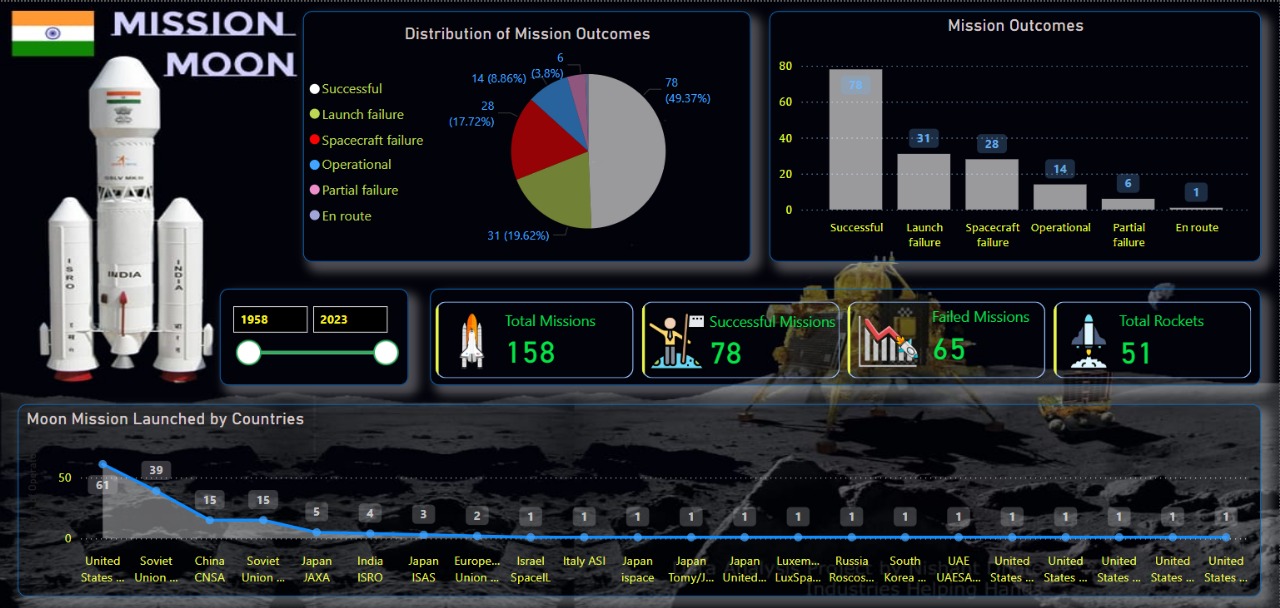 MISSION
MOON
INDIA
ISRO
INDIA
Distribution of Mission Outcomes
Successful
Launch failure
Spacecraft failure
Operational
Partial failure
En route
6
(3.8%)
14 (8.86%)
28
(17.72%)
31 (19.62%)
78
(49.37%)
Mission Outcomes
80
60
40
20
0
78
31
28
14
6
1
Successful
Launch
failure
Spacecraft
failure
Operational
Partial
failure
En route
1958
2023
Total Missions
158
Successful Missions
78
Failed Missions
65
Total Rockets
51
Moon Mission Launched by Countries
50
0
61
39
15
15
5
4
3
2
1
1
1
1
1
1
1
1
1
1
1
1
1
1
United
States ...
Soviet
Union ...
China
CNSA
Soviet
Union ...
Japan
JAXA
India
ISRO
Japan
ISAS
Europe...
Union ...
Israel
SpaceIL
Italy ASI
Japan
ispace
Japan
Tomy/J...
Japan
United...
Luxem...
LuxSpa...
Russia
Roscos...
South
Korea ...
UAE
UAESA...
United
States ...
United
States ...
United
States ...
United
States ...
United
States ...
Industries Helping Hands